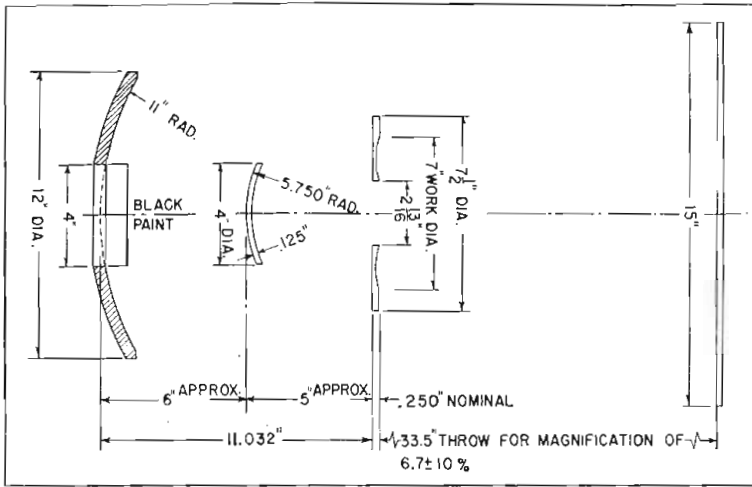 11" RAD.
12" DIA.
4"
BLACK
PAINT
4" DIA.
5.750" RAD.
.125"
2 13/16"
7" WORK DIA.
7 1/2" DIA.
15"
6" APPROX.
5" APPROX.
.250" NOMINAL
11.032"
33.5" THROW FOR MAGNIFICATION OF
6.7±10 %